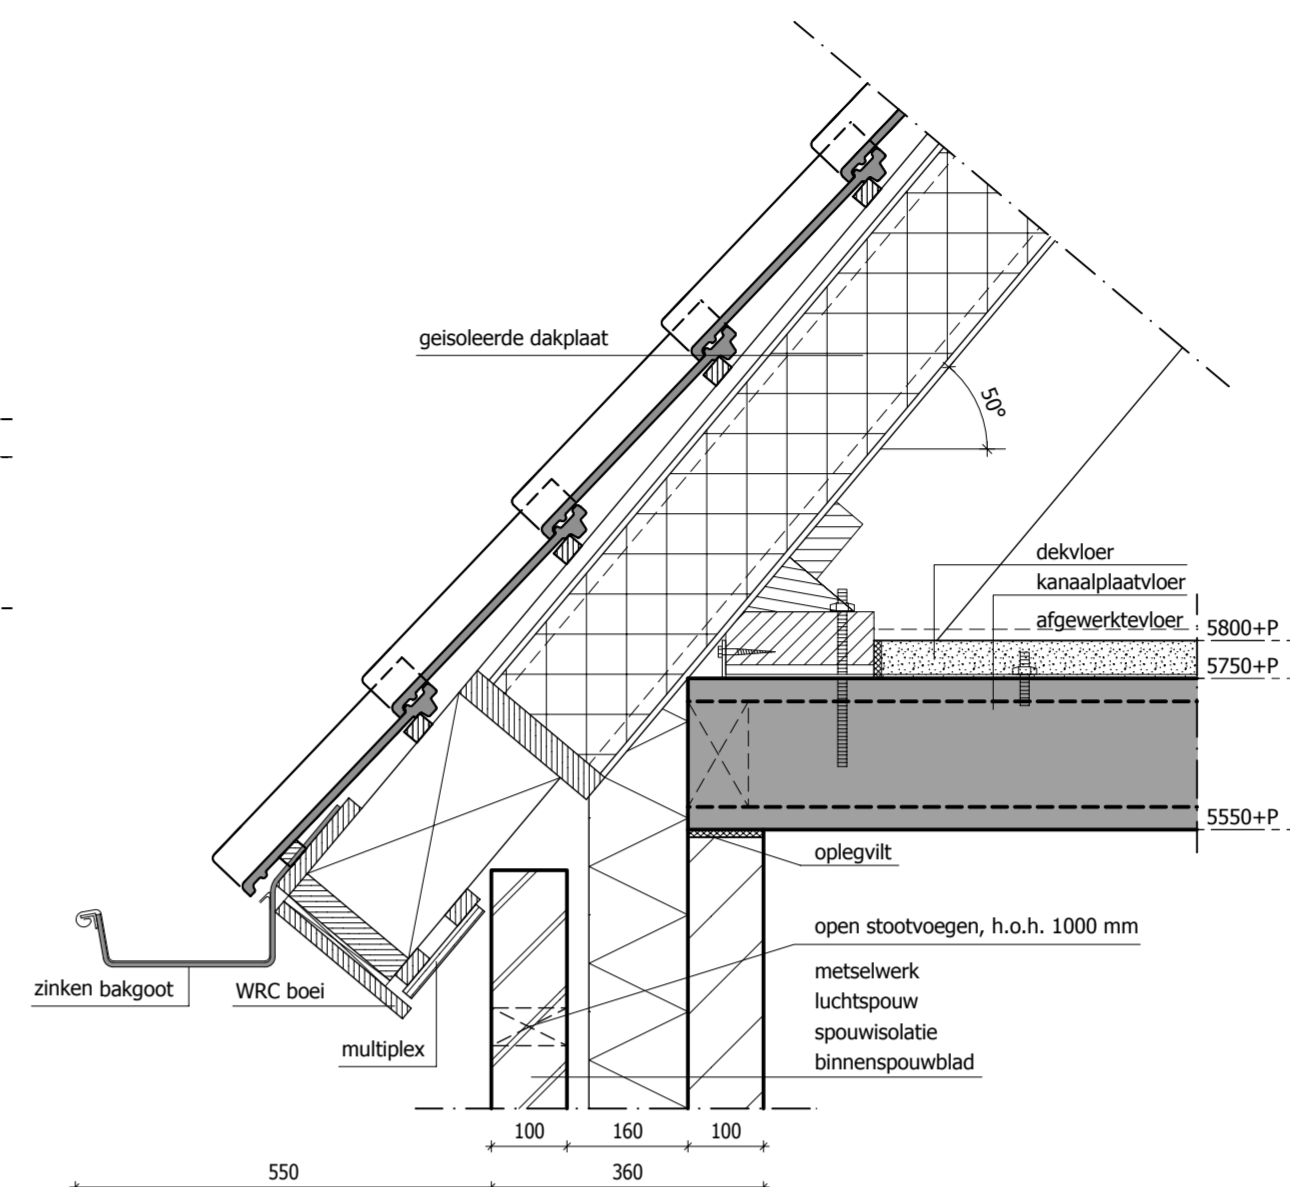 geisoleerde dakplaat
50°
dekvloer
kanaalplaatvloer
afgewerktevloer
5800+P
5750+P
5550+P
oplegvilt
open stootvoegen, h.o.h. 1000 mm
metselwerk
luchtspouw
spouwisolatie
binnenspouwblad
zinken bakgoot
WRC boei
multiplex
100 160 100
550 360